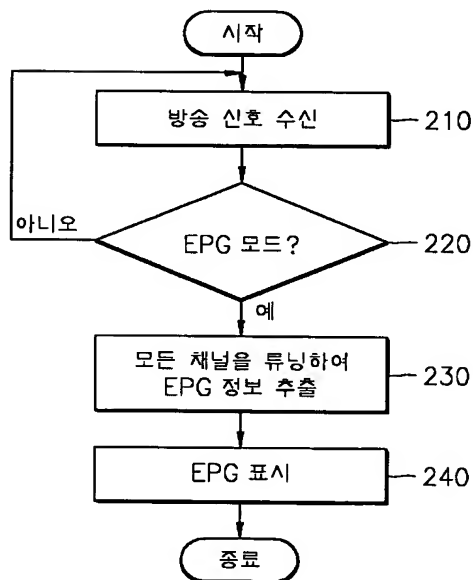 시작
방송 신호 수신
210
아니오
EPG 모드?
220
예
모든 채널을 튜닝하여
EPG 정보 추출
230
EPG 표시
240
종료